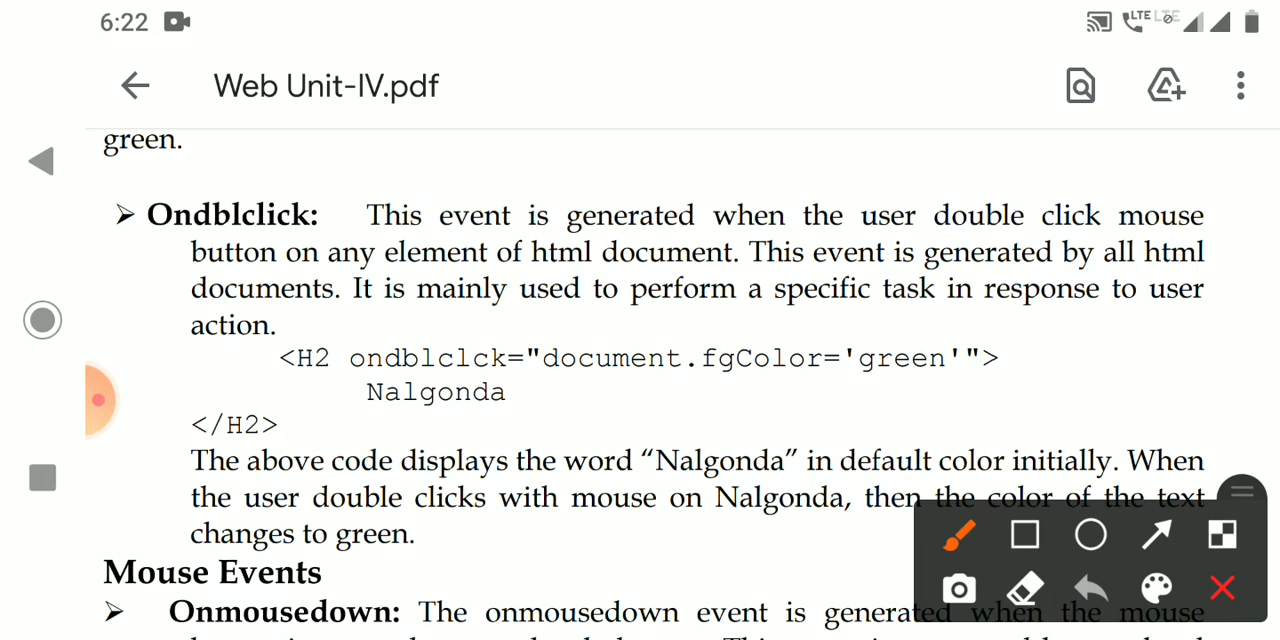 6:22
LTE LTE
Web Unit-IV.pdf
green.
➢ Ondblclick: This event is generated when the user double click mouse
button on any element of html document. This event is generated by all html
documents. It is mainly used to perform a specific task in response to user
action.
<H2 ondblclck="document.fgColor='green'">
Nalgonda
</H2>
The above code displays the word “Nalgonda” in default color initially. When
the user double clicks with mouse on Nalgonda, then the color of the text
changes to green.
Mouse Events
➢ Onmousedown: The onmousedown event is generated when the mouse